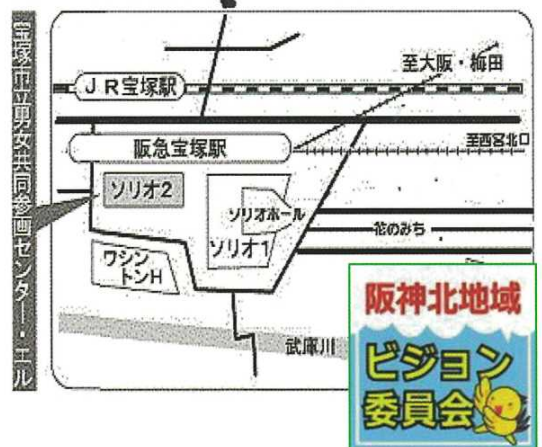 宝塚市立男女共同参画センター・エル
至大阪・梅田
JR宝塚駅
阪急宝塚駅
至西宮北口
ソリオ2
ソリオホール
ソリオ1
花のみち
ワシン
トンH
武庫川
阪神北地域
ビジョン
委員会